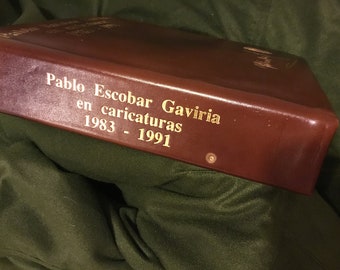 Pablo Escobar Gaviria
en caricaturas
1983 - 1991